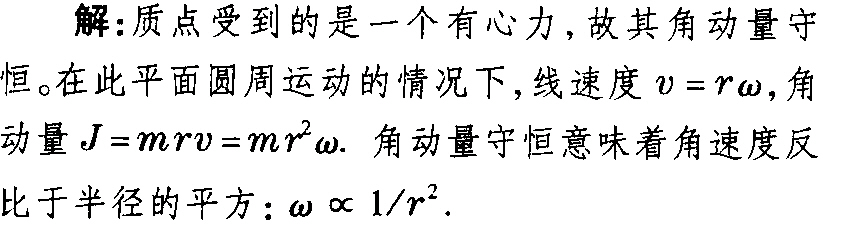 解:质点受到的是一个有心力,故其角动量守
恒。在此平面圆周运动的情况下,线速度 v = rω, 角
动量 J = mrv = mr²ω. 角动量守恒意味着角速度反
比于半径的平方: ω ∝ 1/r².